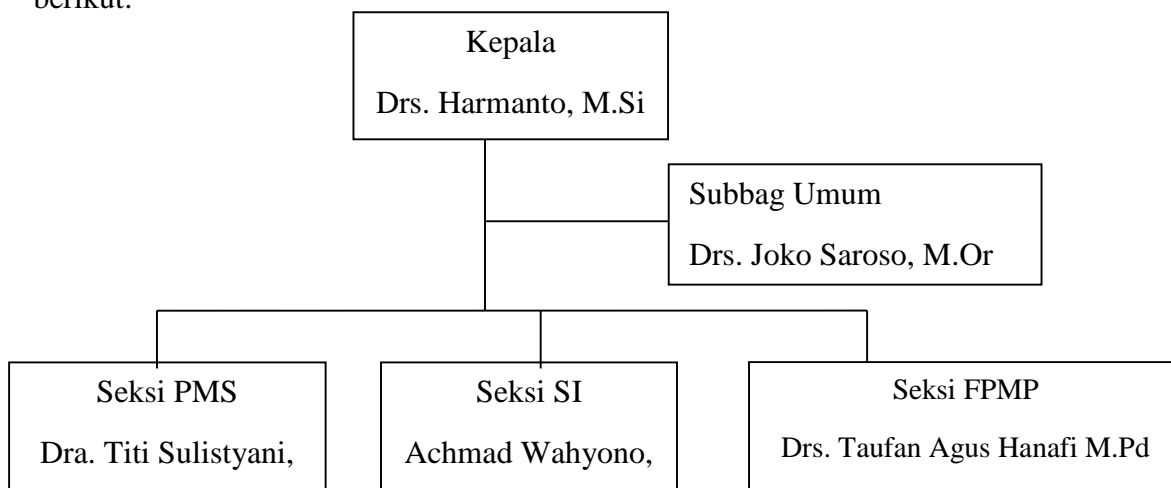 berikut:
Kepala
Drs. Harmanto, M.Si
Subbag Umum
Drs. Joko Saroso, M.Or
Seksi PMS
Dra. Titi Sulistyani,
Seksi SI
Achmad Wahyono,
Seksi FPMP
Drs. Taufan Agus Hanafi M.Pd